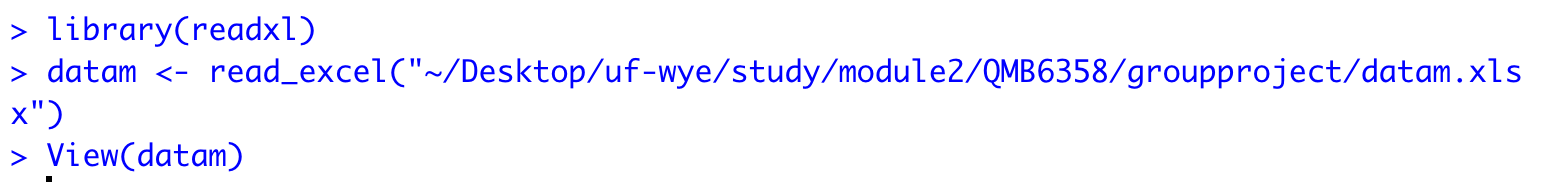 > library(readxl)
> datam <- read_excel("~/Desktop/uf-wye/study/module2/QMB6358/groupproject/datam.xls
x")
> View(datam)